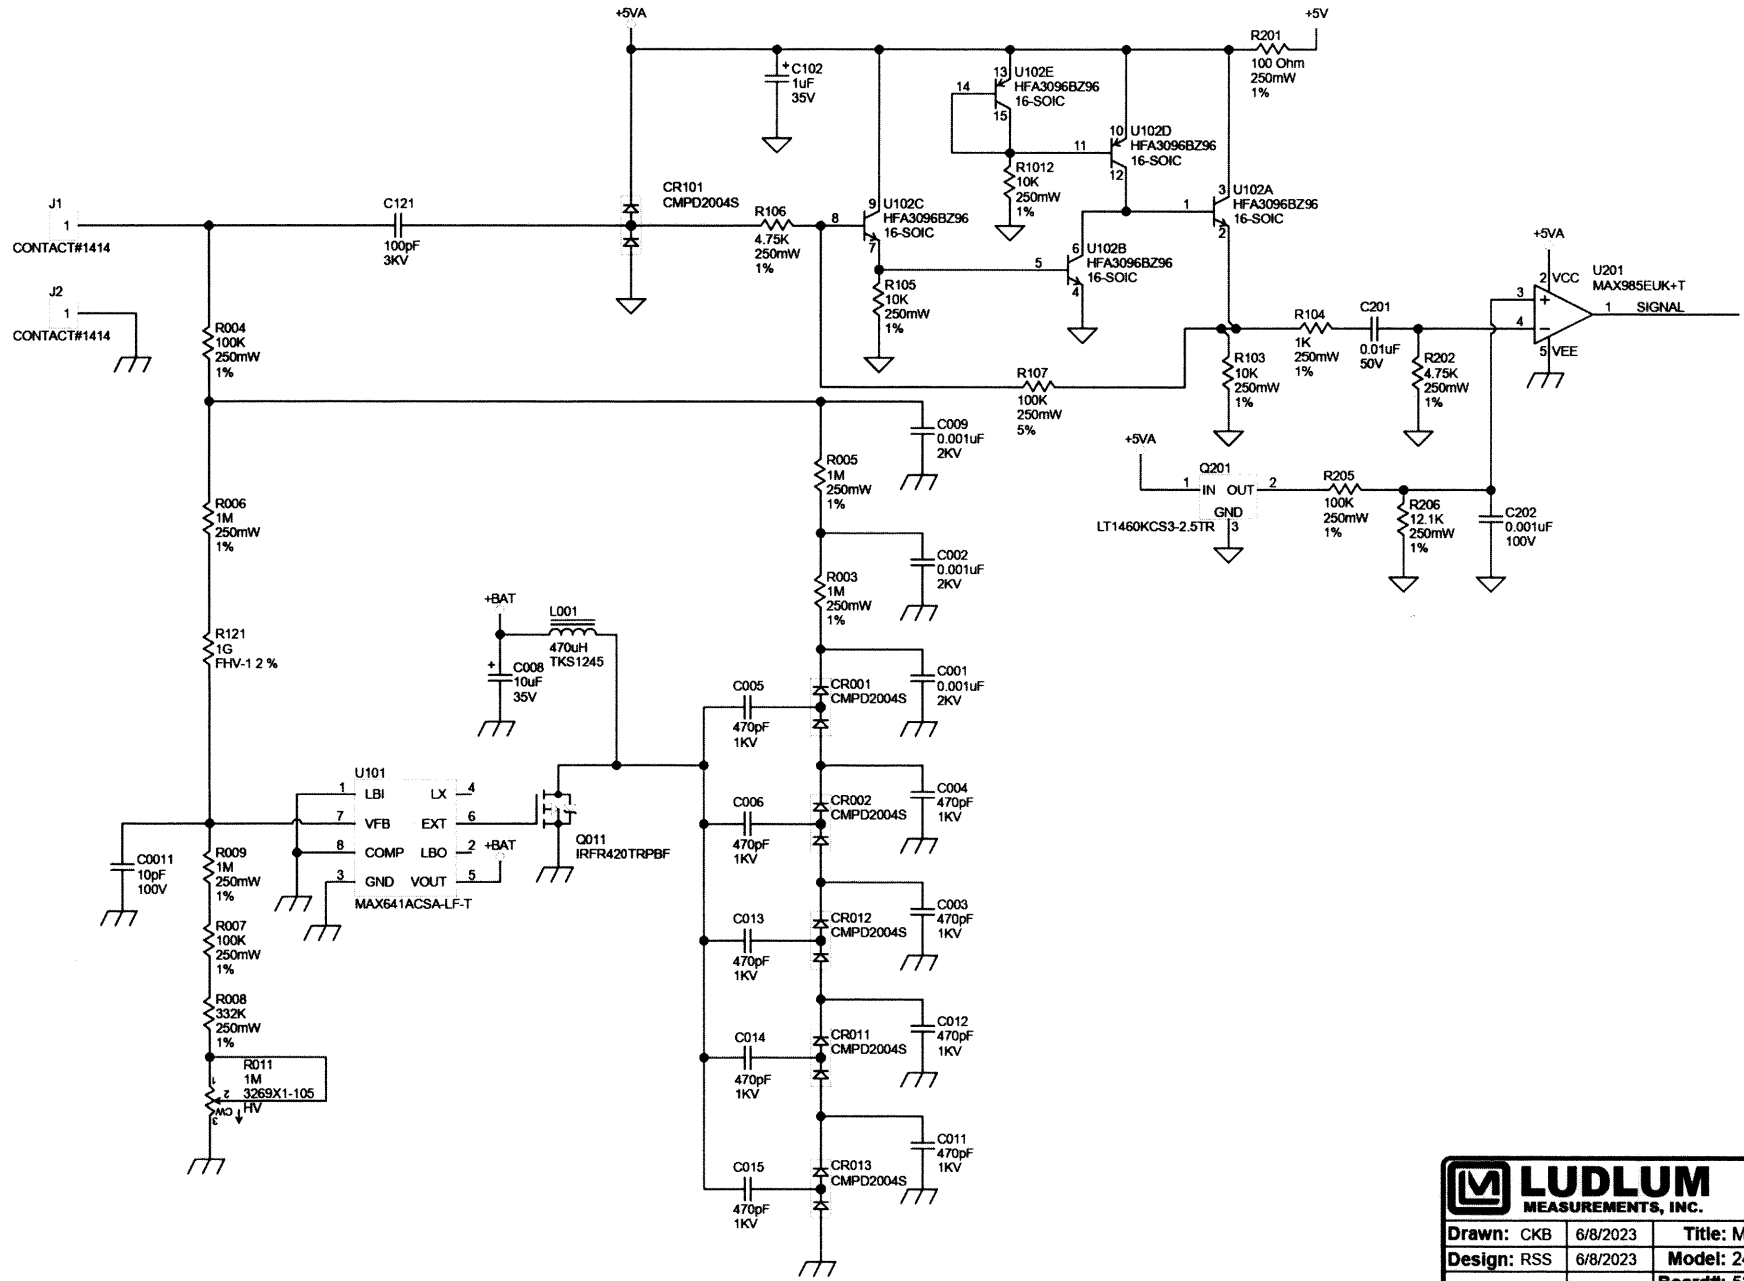 +5VA
+5V
R201
100 Ohm
250mW
1%
C102
+
1uF
35V
13
U102E
HFA3096BZ96
16-SOIC
14
15
10
U102D
HFA3096BZ96
16-SOIC
11
12
R1012
10K
250mW
1%
J1
1
CONTACT#1414
C121
100pF
3KV
CR101
CMPD2004S
R106
4.75K
250mW
1%
8
9
U102C
HFA3096BZ96
16-SOIC
7
3
U102A
HFA3096BZ96
16-SOIC
1
2
6
U102B
HFA3096BZ96
16-SOIC
5
4
R105
10K
250mW
1%
J2
1
CONTACT#1414
R004
100K
250mW
1%
+5VA
2
VCC
U201
MAX985EUK+T
3
+
1
SIGNAL
4
−
5
VEE
R104
1K
250mW
1%
C201
0.01uF
50V
R103
10K
250mW
1%
R202
4.75K
250mW
1%
R107
100K
250mW
5%
C009
0.001uF
2KV
+5VA
Q201
1
IN
OUT
2
GND
3
LT1460KCS3-2.5TR
R205
100K
250mW
1%
R206
12.1K
250mW
1%
C202
0.001uF
100V
R005
1M
250mW
1%
R006
1M
250mW
1%
C002
0.001uF
2KV
R003
1M
250mW
1%
+BAT
L001
470uH
TKS1245
+
C008
10uF
35V
R121
1G
FHV-1 2 %
C001
0.001uF
2KV
C005
470pF
1KV
CR001
CMPD2004S
U101
1
LBI
LX
4
7
VFB
EXT
6
8
COMP
LBO
2
+BAT
3
GND
VOUT
5
MAX641ACSA-LF-T
Q011
IRFR420TRPBF
C006
470pF
1KV
CR002
CMPD2004S
C004
470pF
1KV
C0011
10pF
100V
R009
1M
250mW
1%
R007
100K
250mW
1%
C013
470pF
1KV
CR012
CMPD2004S
C003
470pF
1KV
R008
332K
250mW
1%
C014
470pF
1KV
CR011
CMPD2004S
C012
470pF
1KV
R011
1M
3269X1-105
HV
1
2
CW
3
C015
470pF
1KV
CR013
CMPD2004S
C011
470pF
1KV
LUDLUM
MEASUREMENTS, INC.
Drawn: CKB 6/8/2023 Title: M
Design: RSS 6/8/2023 Model: 2